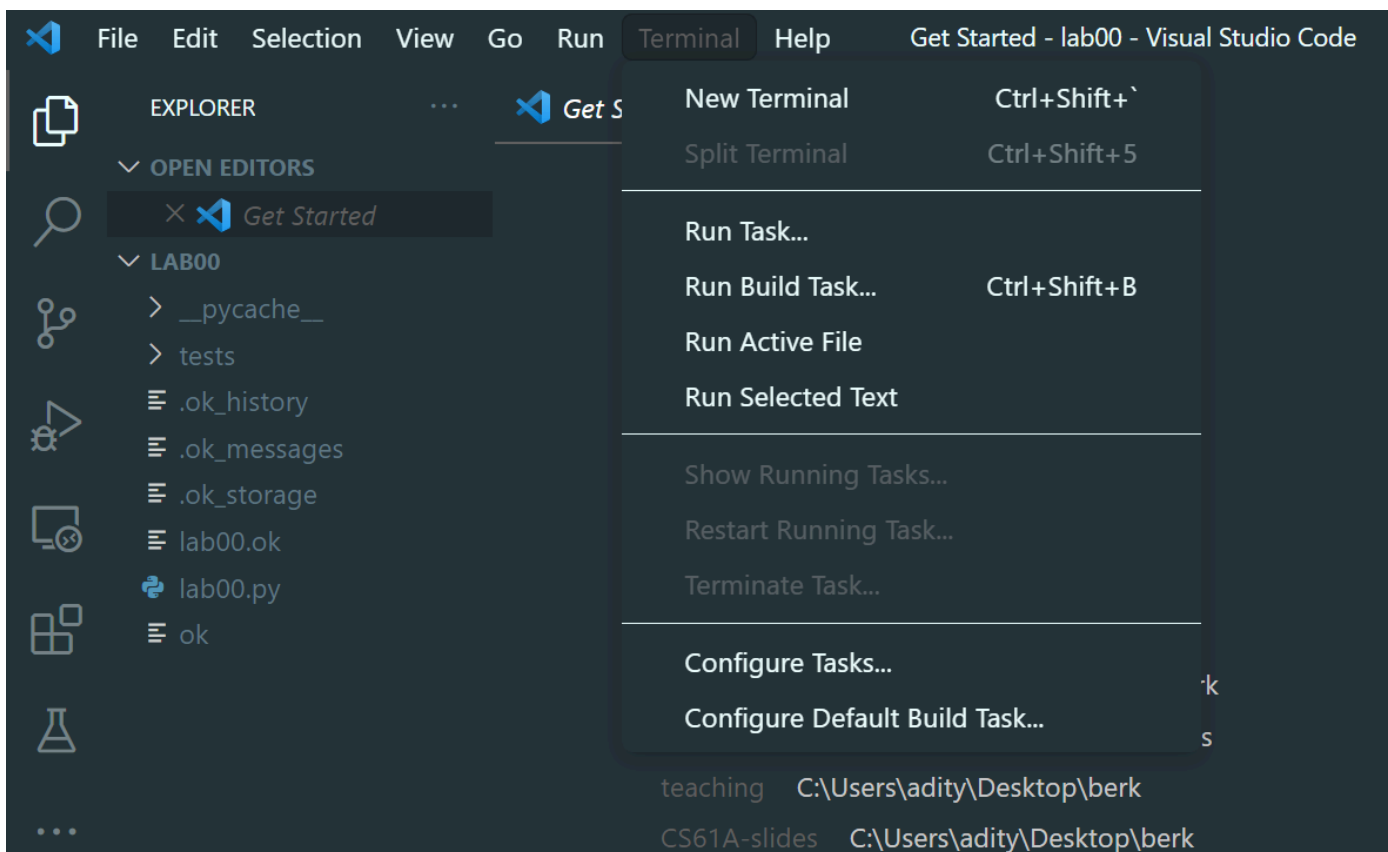 File Edit Selection View Go Run Terminal Help Get Started - lab00 - Visual Studio Code
EXPLORER ...
OPEN EDITORS
Get Started
LAB00
__pycache__
tests
.ok_history
.ok_messages
.ok_storage
lab00.ok
lab00.py
ok
Get S
New Terminal Ctrl+Shift+`
Split Terminal Ctrl+Shift+5
Run Task...
Run Build Task... Ctrl+Shift+B
Run Active File
Run Selected Text
Show Running Tasks...
Restart Running Task...
Terminate Task...
Configure Tasks...
Configure Default Build Task...
rk
s
teaching C:\Users\adity\Desktop\berk
CS61A-slides C:\Users\adity\Desktop\berk